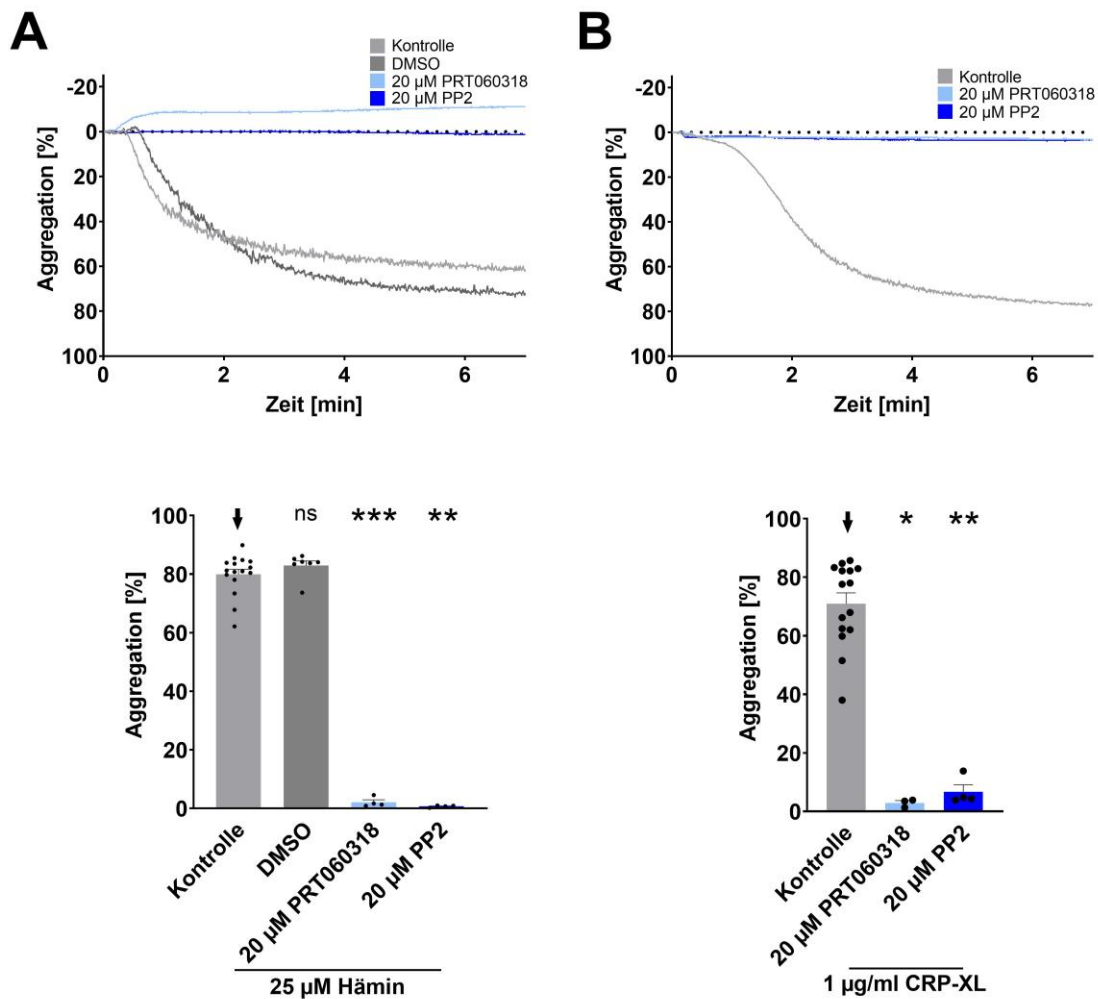 A
Kontrolle
DMSO
20 µM PRT060318
20 µM PP2
Aggregation [%]
-20
0
20
40
60
80
100
0 2 4 6
Zeit [min]
B
Kontrolle
20 µM PRT060318
20 µM PP2
Aggregation [%]
-20
0
20
40
60
80
100
0 2 4 6
Zeit [min]
Aggregation [%]
100
80
60
40
20
0
ns *** **
Kontrolle
DMSO
20 µM PRT060318
20 µM PP2
25 µM Hämin
Aggregation [%]
100
80
60
40
20
0
* **
Kontrolle
20 µM PRT060318
20 µM PP2
1 µg/ml CRP-XL